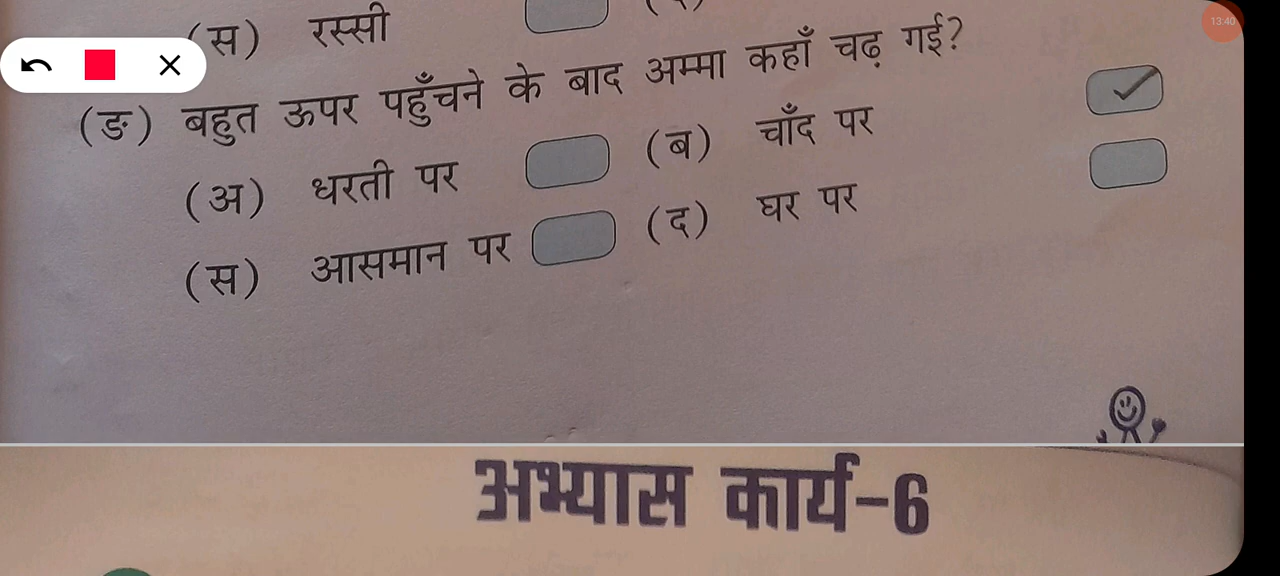 (स) रस्सी
(ङ) बहुत ऊपर पहुँचने के बाद अम्मा कहाँ चढ़ गई?
(अ) धरती पर (ब) चाँद पर
(स) आसमान पर (द) घर पर
अभ्यास कार्य-6
13:40